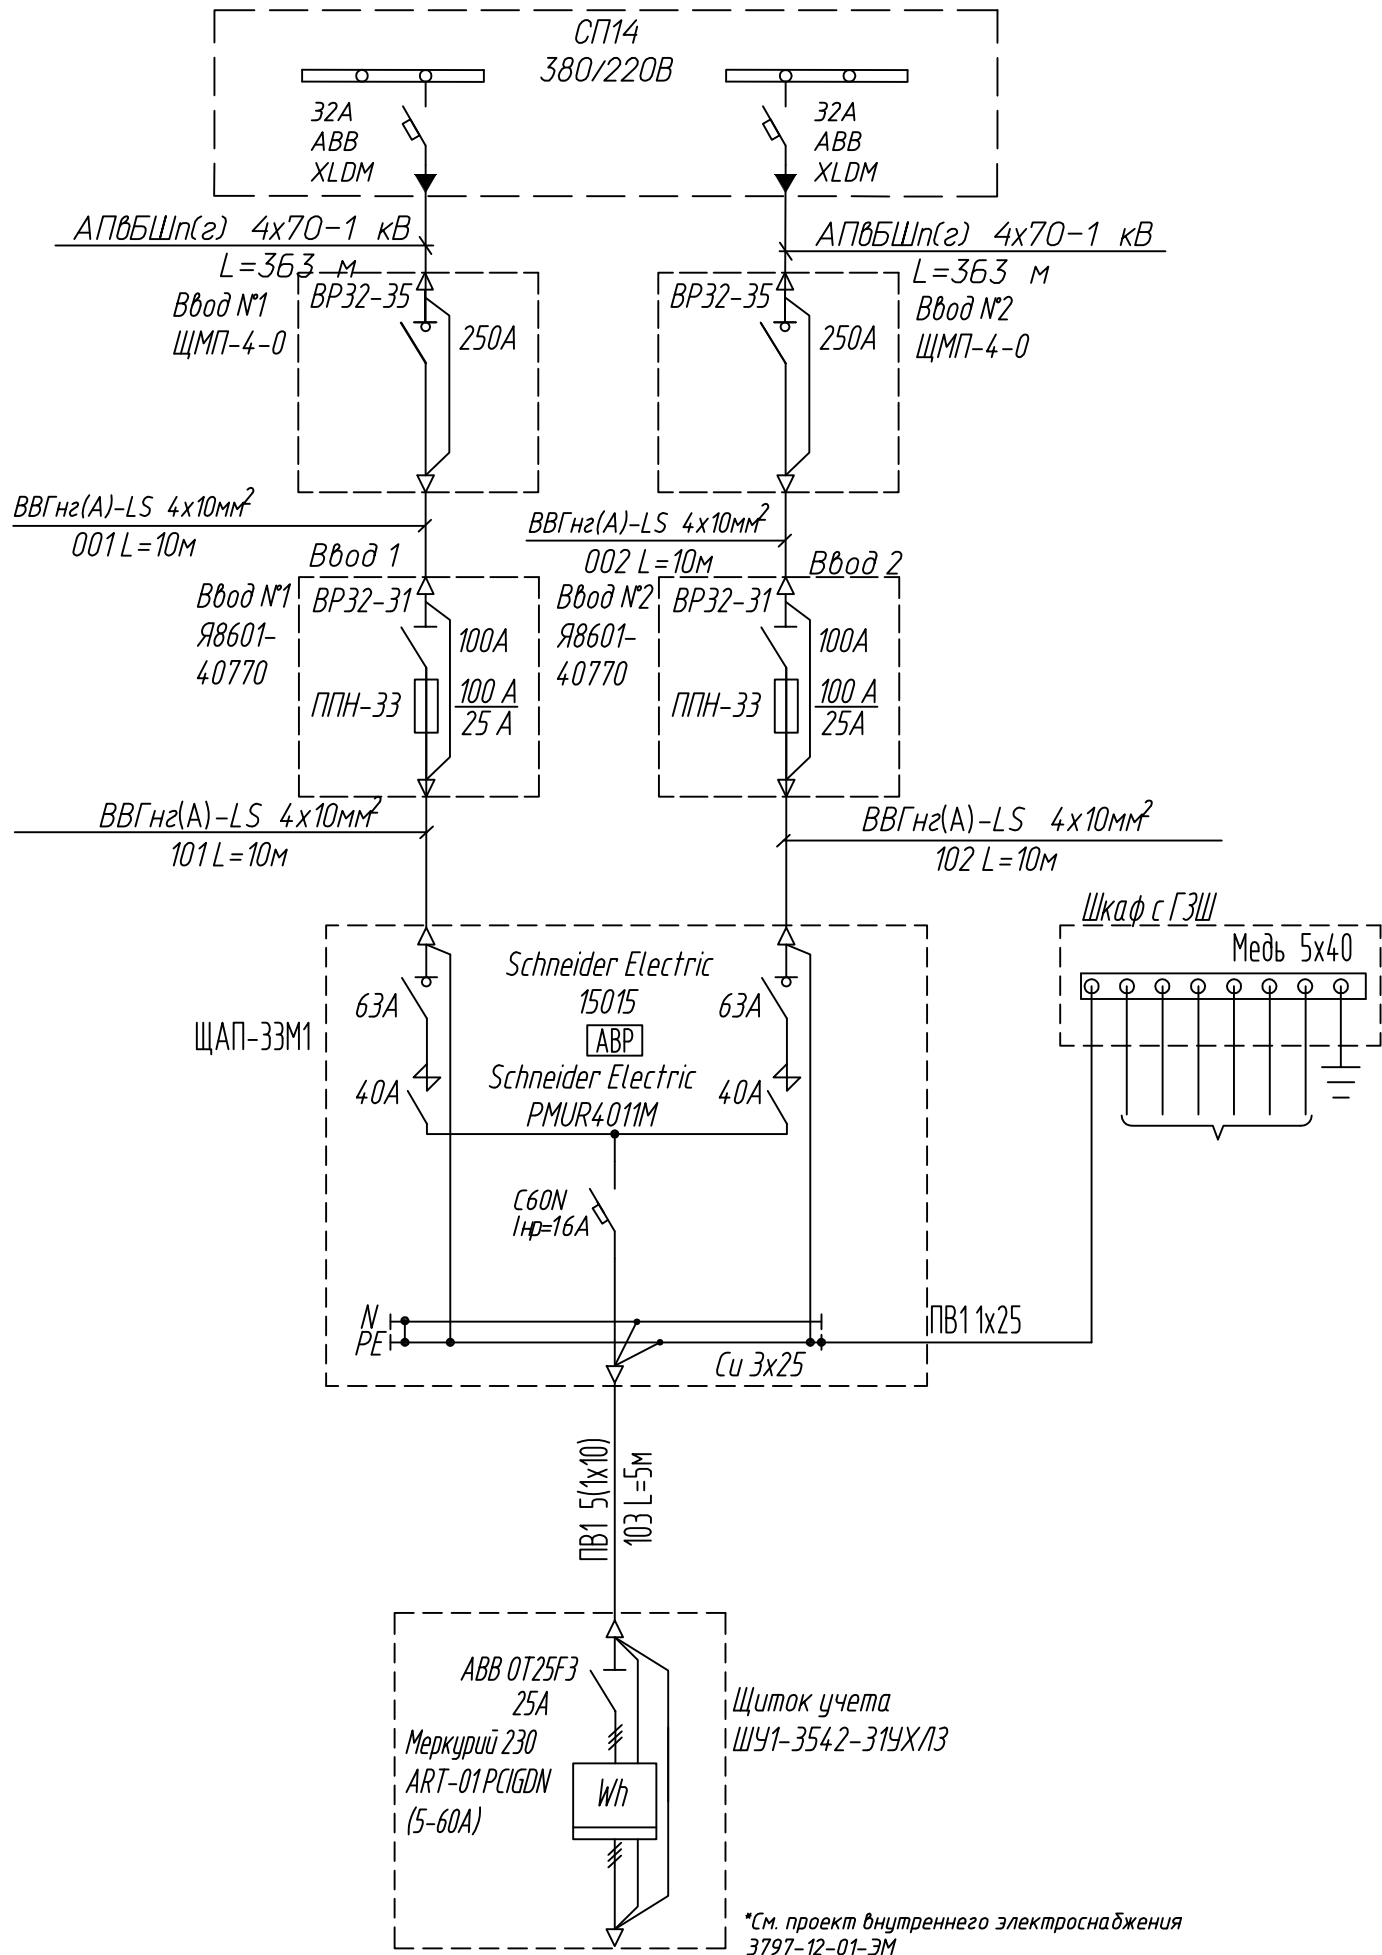 СП14
380/220В
32А
АВВ
XLDM
32А
АВВ
XLDM
АПвБШп(г) 4х70-1 кВ
L=363 м
АПвБШп(г) 4х70-1 кВ
L=363 м
Ввод №1
ЩМП-4-0
ВР32-35
250А
ВР32-35
250А
Ввод №2
ЩМП-4-0
ВВГнг(А)-LS 4х10мм²
001 L=10м
ВВГнг(А)-LS 4х10мм²
002 L=10м
Ввод 1
Ввод 2
Ввод №1
Я8601-
40770
ВР32-31
100А
ППН-33
100 А
25 А
Ввод №2
Я8601-
40770
ВР32-31
100А
ППН-33
100 А
25А
ВВГнг(А)-LS 4х10мм²
101 L=10м
ВВГнг(А)-LS 4х10мм²
102 L=10м
Шкаф с ГЗШ
Медь 5х40
ЩАП-33М1
63А
40А
Schneider Electric
15015
АВР
Schneider Electric
PMUR4011M
63А
40А
C60N
Iнр=16А
N
PE
Си 3х25
ПВ1 1х25
ПВ1 5(1х10)
103 L=5м
АВВ ОТ25F3
25А
Меркурий 230
ART-01 PCIGDN
(5-60А)
Wh
Щиток учета
ШУ1-3542-31УХЛ3
*См. проект внутреннего электроснабжения
3797-12-01-ЭМ